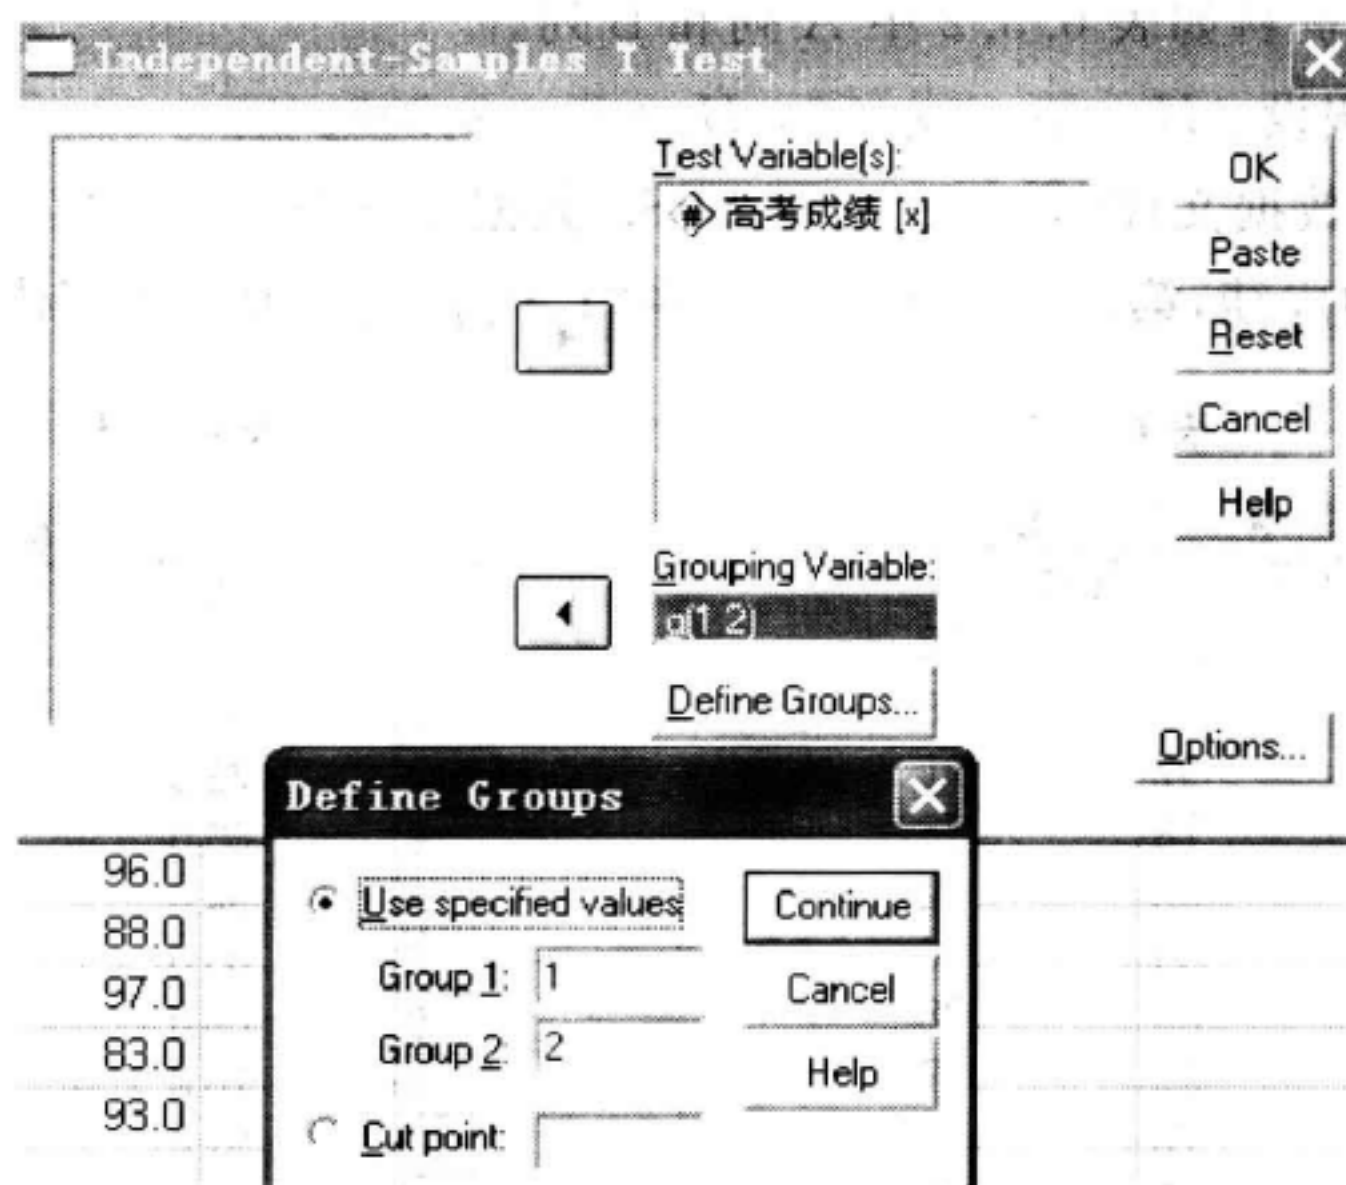 Independent-Samples T Test
Test Variable(s):
高考成绩 [x]
OK
Paste
Reset
Cancel
Help
Grouping Variable:
g(1 2)
Define Groups...
Options...
Define Groups
96.0
88.0
97.0
83.0
93.0
Use specified values
Group 1: 1
Group 2: 2
Cut point:
Continue
Cancel
Help